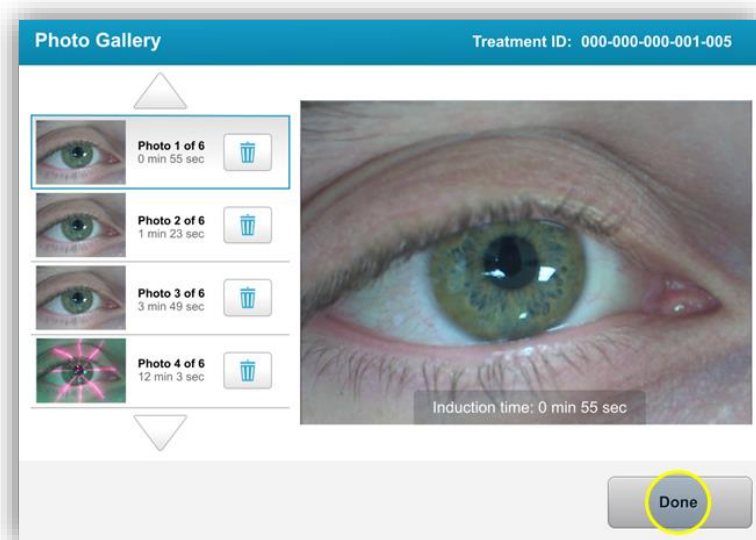 Photo Gallery
Treatment ID: 000-000-000-001-005
Photo 1 of 6
0 min 55 sec
Photo 2 of 6
1 min 23 sec
Photo 3 of 6
3 min 49 sec
Photo 4 of 6
12 min 3 sec
Induction time: 0 min 55 sec
Done